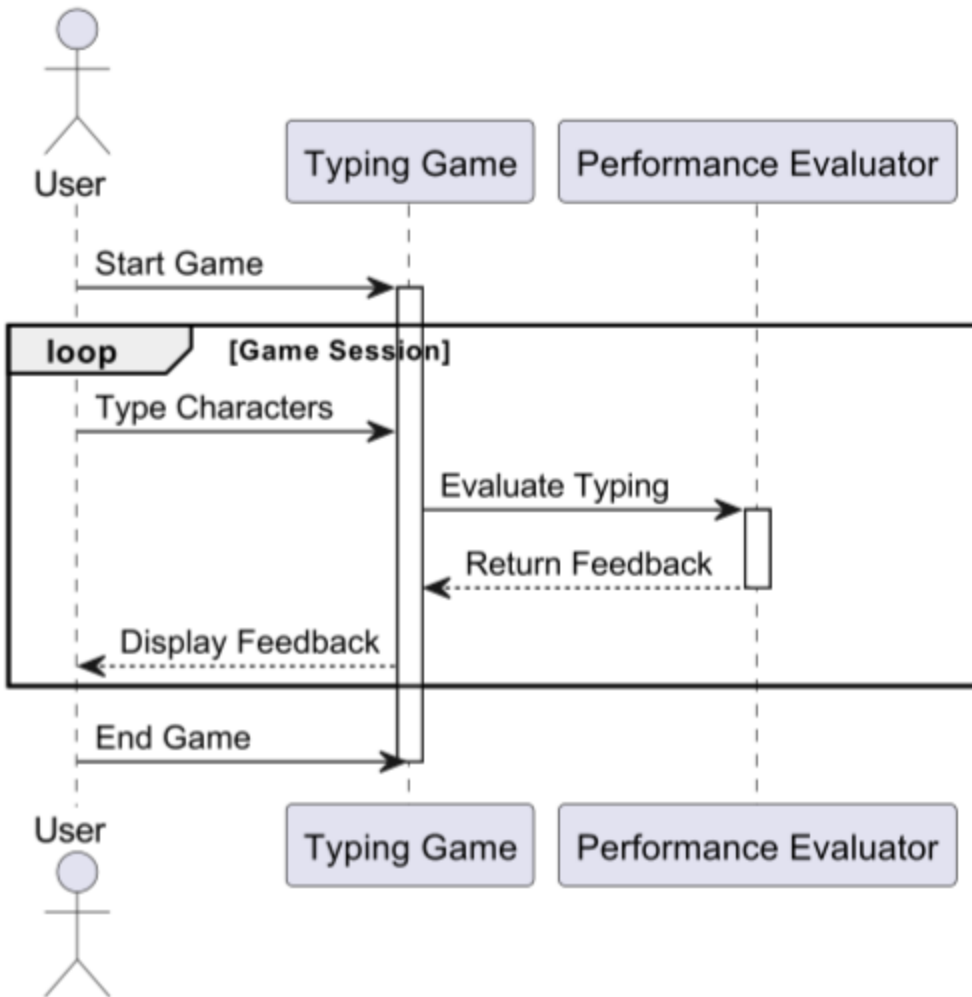 User
Typing Game
Performance Evaluator
Start Game
loop
[Game Session]
Type Characters
Evaluate Typing
Return Feedback
Display Feedback
End Game
User
Typing Game
Performance Evaluator